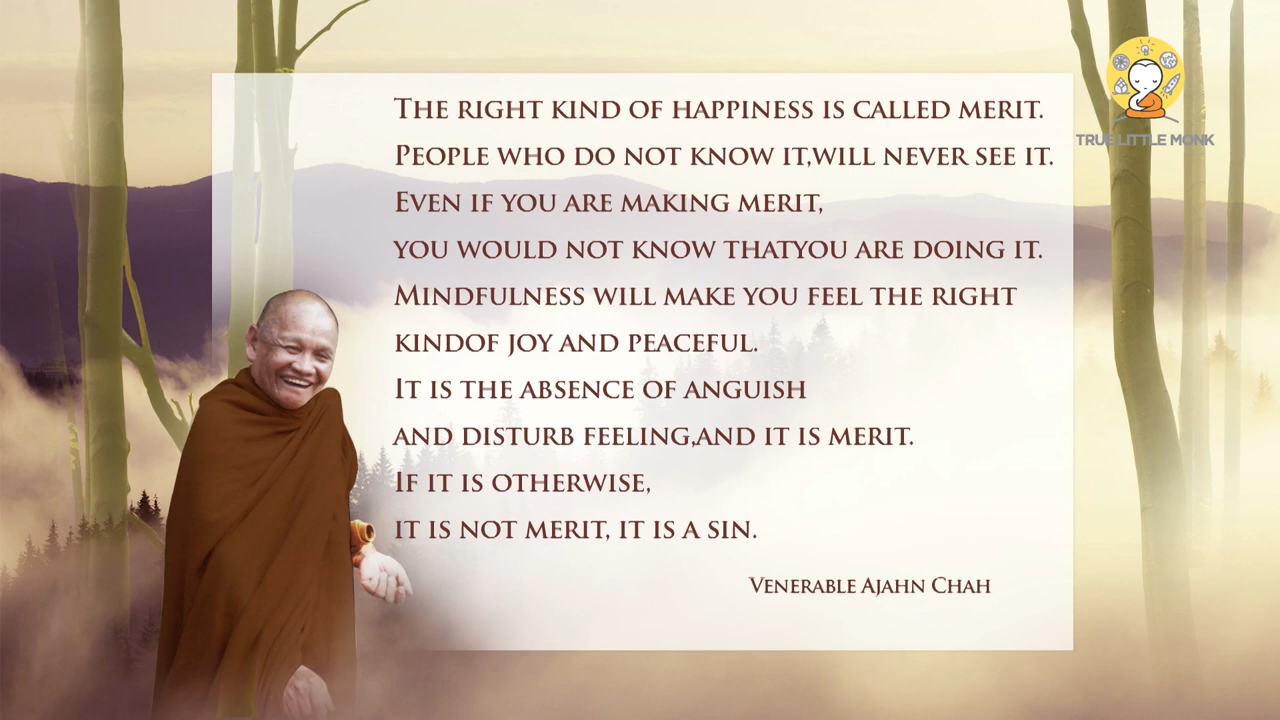 The right kind of happiness is called merit.
People who do not know it,will never see it.
Even if you are making merit,
you would not know thatyou are doing it.
Mindfulness will make you feel the right
kindof joy and peaceful.
It is the absence of anguish
and disturb feeling,and it is merit.
If it is otherwise,
it is not merit, it is a sin.
Venerable Ajahn Chah
TRUE LITTLE MONK